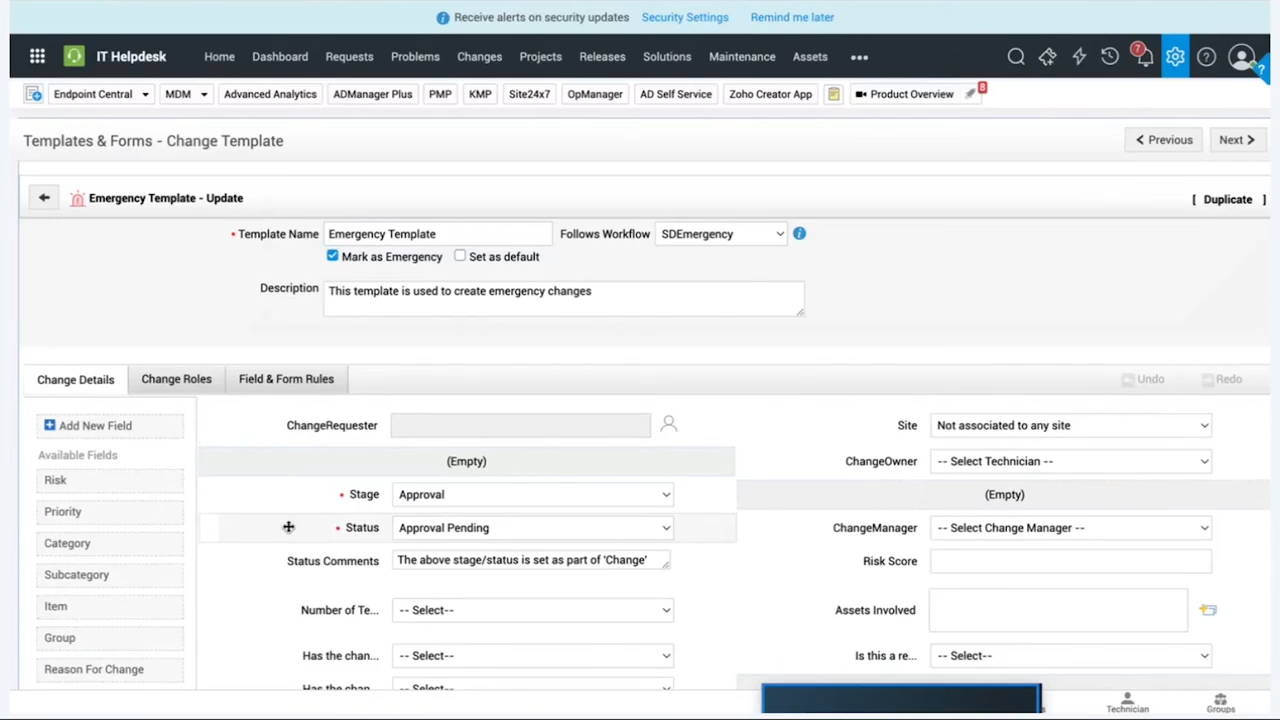 Receive alerts on security updates Security Settings Remind me later
IT Helpdesk Home Dashboard Requests Problems Changes Projects Releases Solutions Maintenance Assets ••• 7
Endpoint Central MDM Advanced Analytics ADManager Plus PMP KMP Site24x7 OpManager AD Self Service Zoho Creator App Product Overview 8
Templates & Forms - Change Template Previous Next
Emergency Template - Update [ Duplicate ]
* Template Name Emergency Template Follows Workflow SDEmergency
Mark as Emergency Set as default
Description This template is used to create emergency changes
Change Details Change Roles Field & Form Rules Undo Redo
Add New Field ChangeRequester Site Not associated to any site
Available Fields (Empty) ChangeOwner -- Select Technician --
Risk * Stage Approval (Empty)
Priority * Status Approval Pending ChangeManager -- Select Change Manager --
Category Status Comments The above stage/status is set as part of 'Change' Risk Score
Subcategory
Item Number of Te... -- Select-- Assets Involved
Group Has the chan... -- Select-- Is this a re... -- Select--
Reason For Change Has the chan... -- Select--
Technician Groups